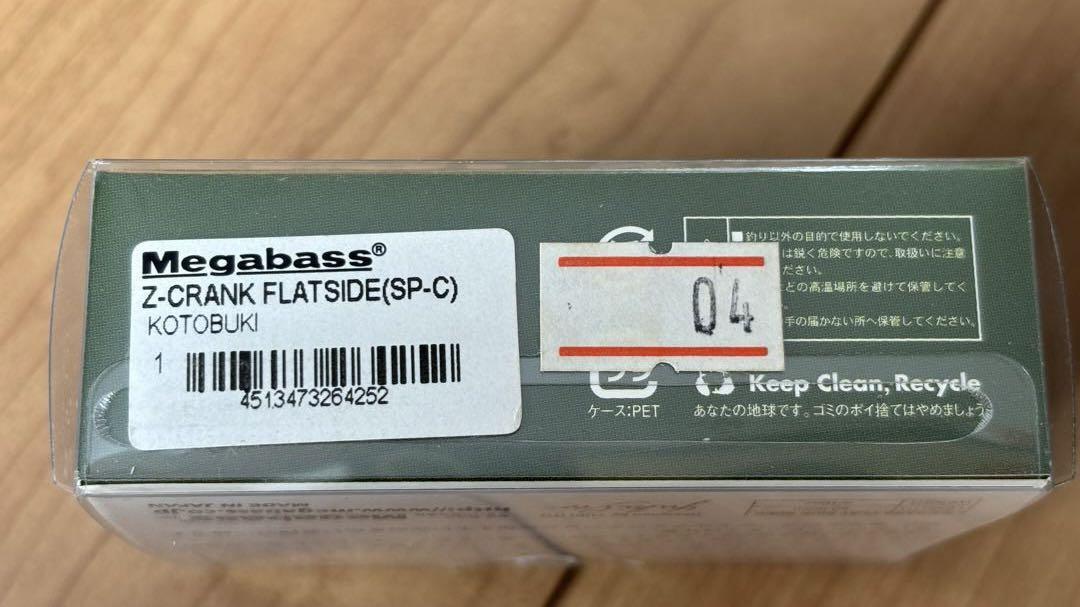 Megabass®
Z-CRANK FLATSIDE(SP-C)
KOTOBUKI
1
4513473264252
04
■釣り以外の目的で使用しないでください。
は鋭く危険ですので、取扱いに注意
ださい。
どの高温場所を避けて保管してく
手の届かない所へ保管してください。
ケース:PET
Keep Clean, Recycle
あなたの地球です。ゴミのポイ捨てはやめましょう
MADE IN JAPAN